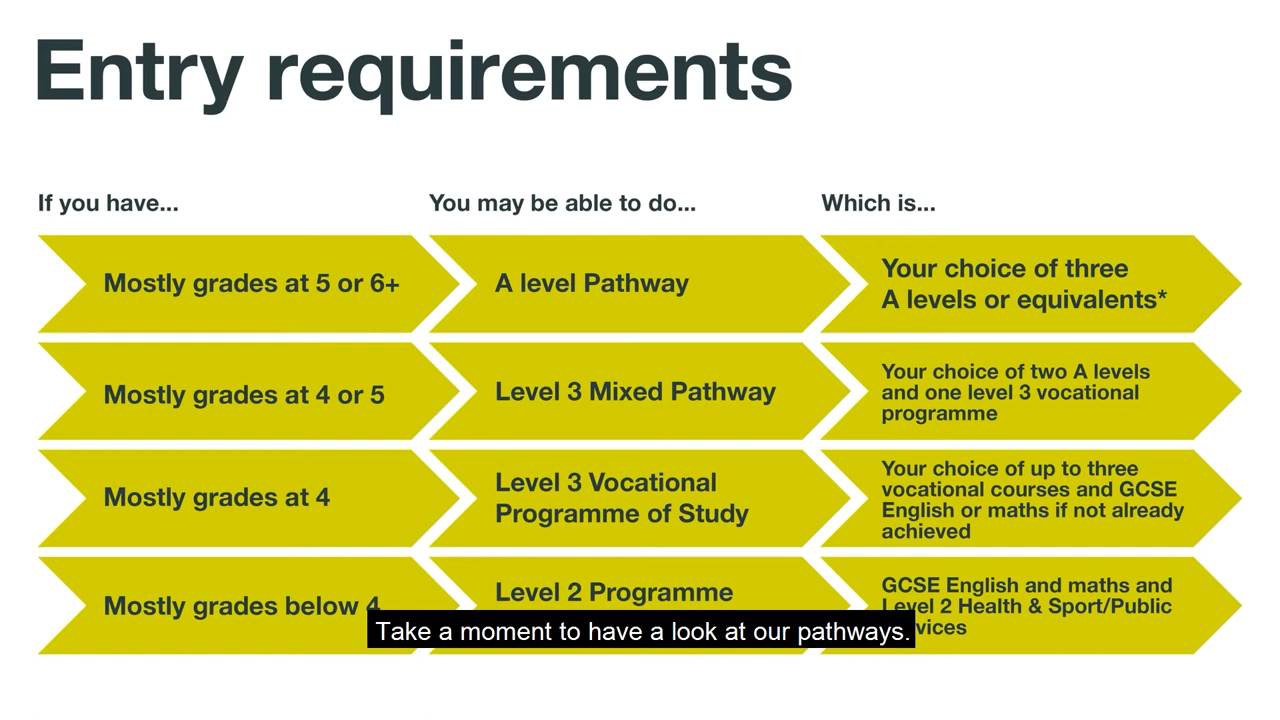 Entry requirements
If you have...
You may be able to do...
Which is...
Mostly grades at 5 or 6+
A level Pathway
Your choice of three
A levels or equivalents*
Mostly grades at 4 or 5
Level 3 Mixed Pathway
Your choice of two A levels
and one level 3 vocational
programme
Mostly grades at 4
Level 3 Vocational
Programme of Study
Your choice of up to three
vocational courses and GCSE
English or maths if not already
achieved
Mostly grades below 4
Level 2 Programme
GCSE English and maths and
Level 2 Health & Sport/Public
Take a moment to have a look at our pathways.